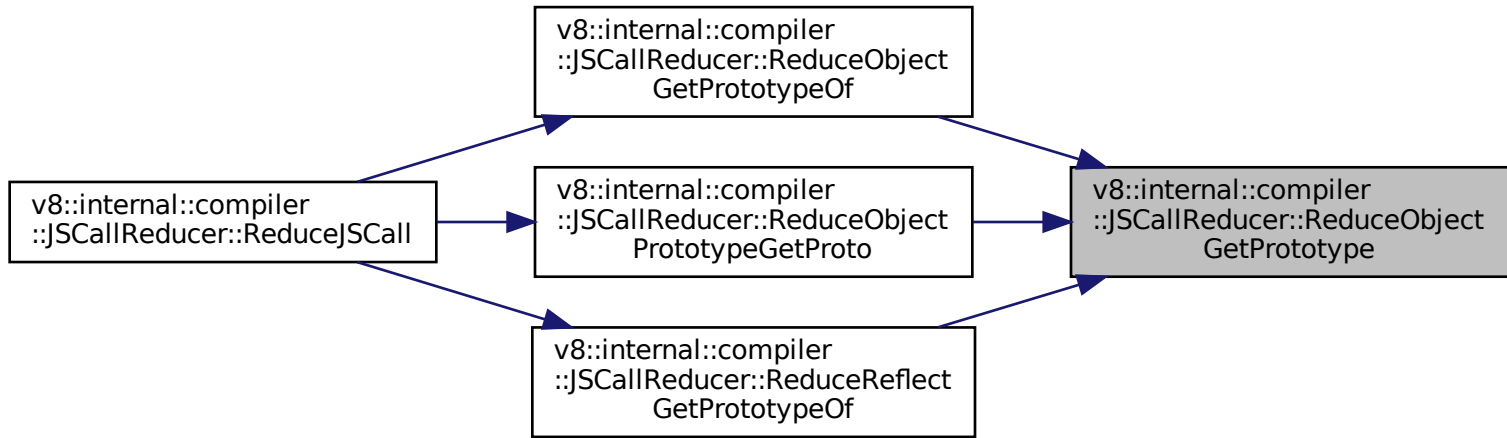 v8::internal::compiler
::JSCallReducer::ReduceObject
GetPrototypeOf
v8::internal::compiler
::JSCallReducer::ReduceJSCall
v8::internal::compiler
::JSCallReducer::ReduceObject
PrototypeGetProto
v8::internal::compiler
::JSCallReducer::ReduceObject
GetPrototype
v8::internal::compiler
::JSCallReducer::ReduceReflect
GetPrototypeOf